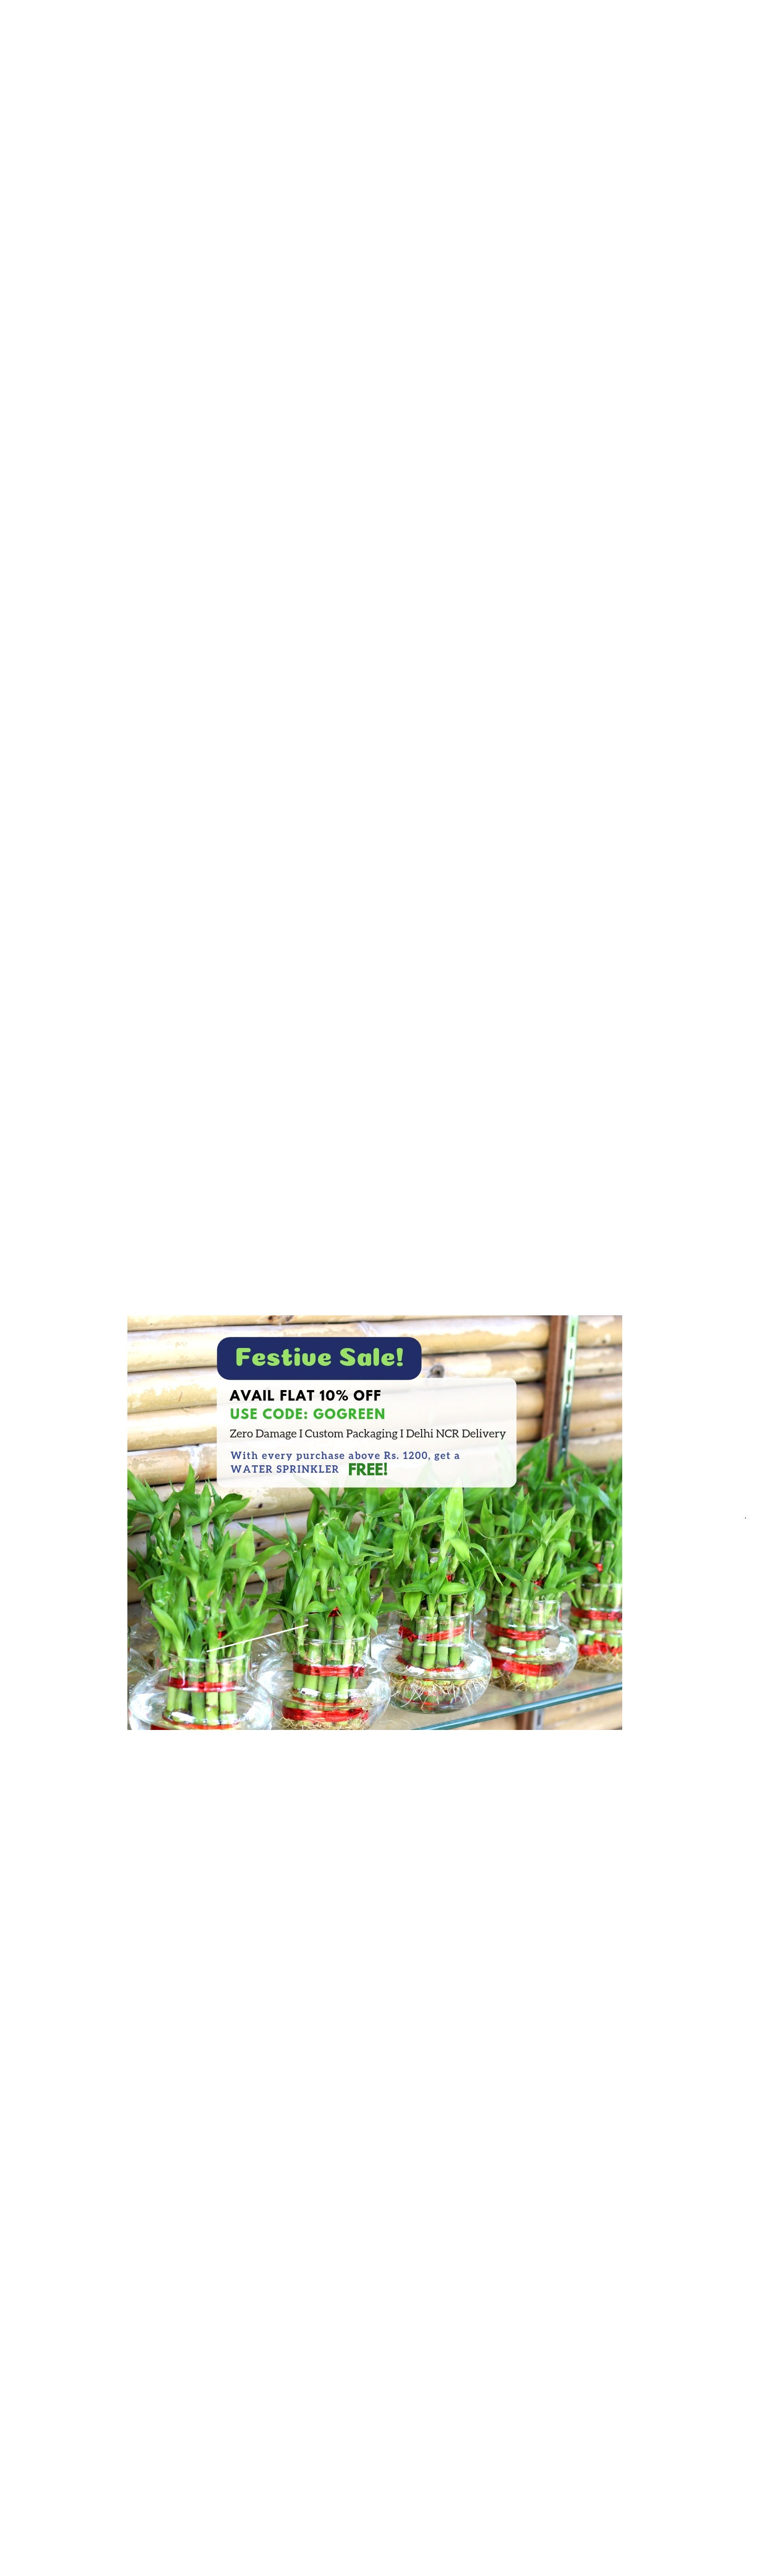 Festive Sale!
AVAIL FLAT 10% OFF
USE CODE: GOGREEN
Zero Damage I Custom Packaging I Delhi NCR Delivery
With every purchase above Rs. 1200, get a
WATER SPRINKLER FREE!